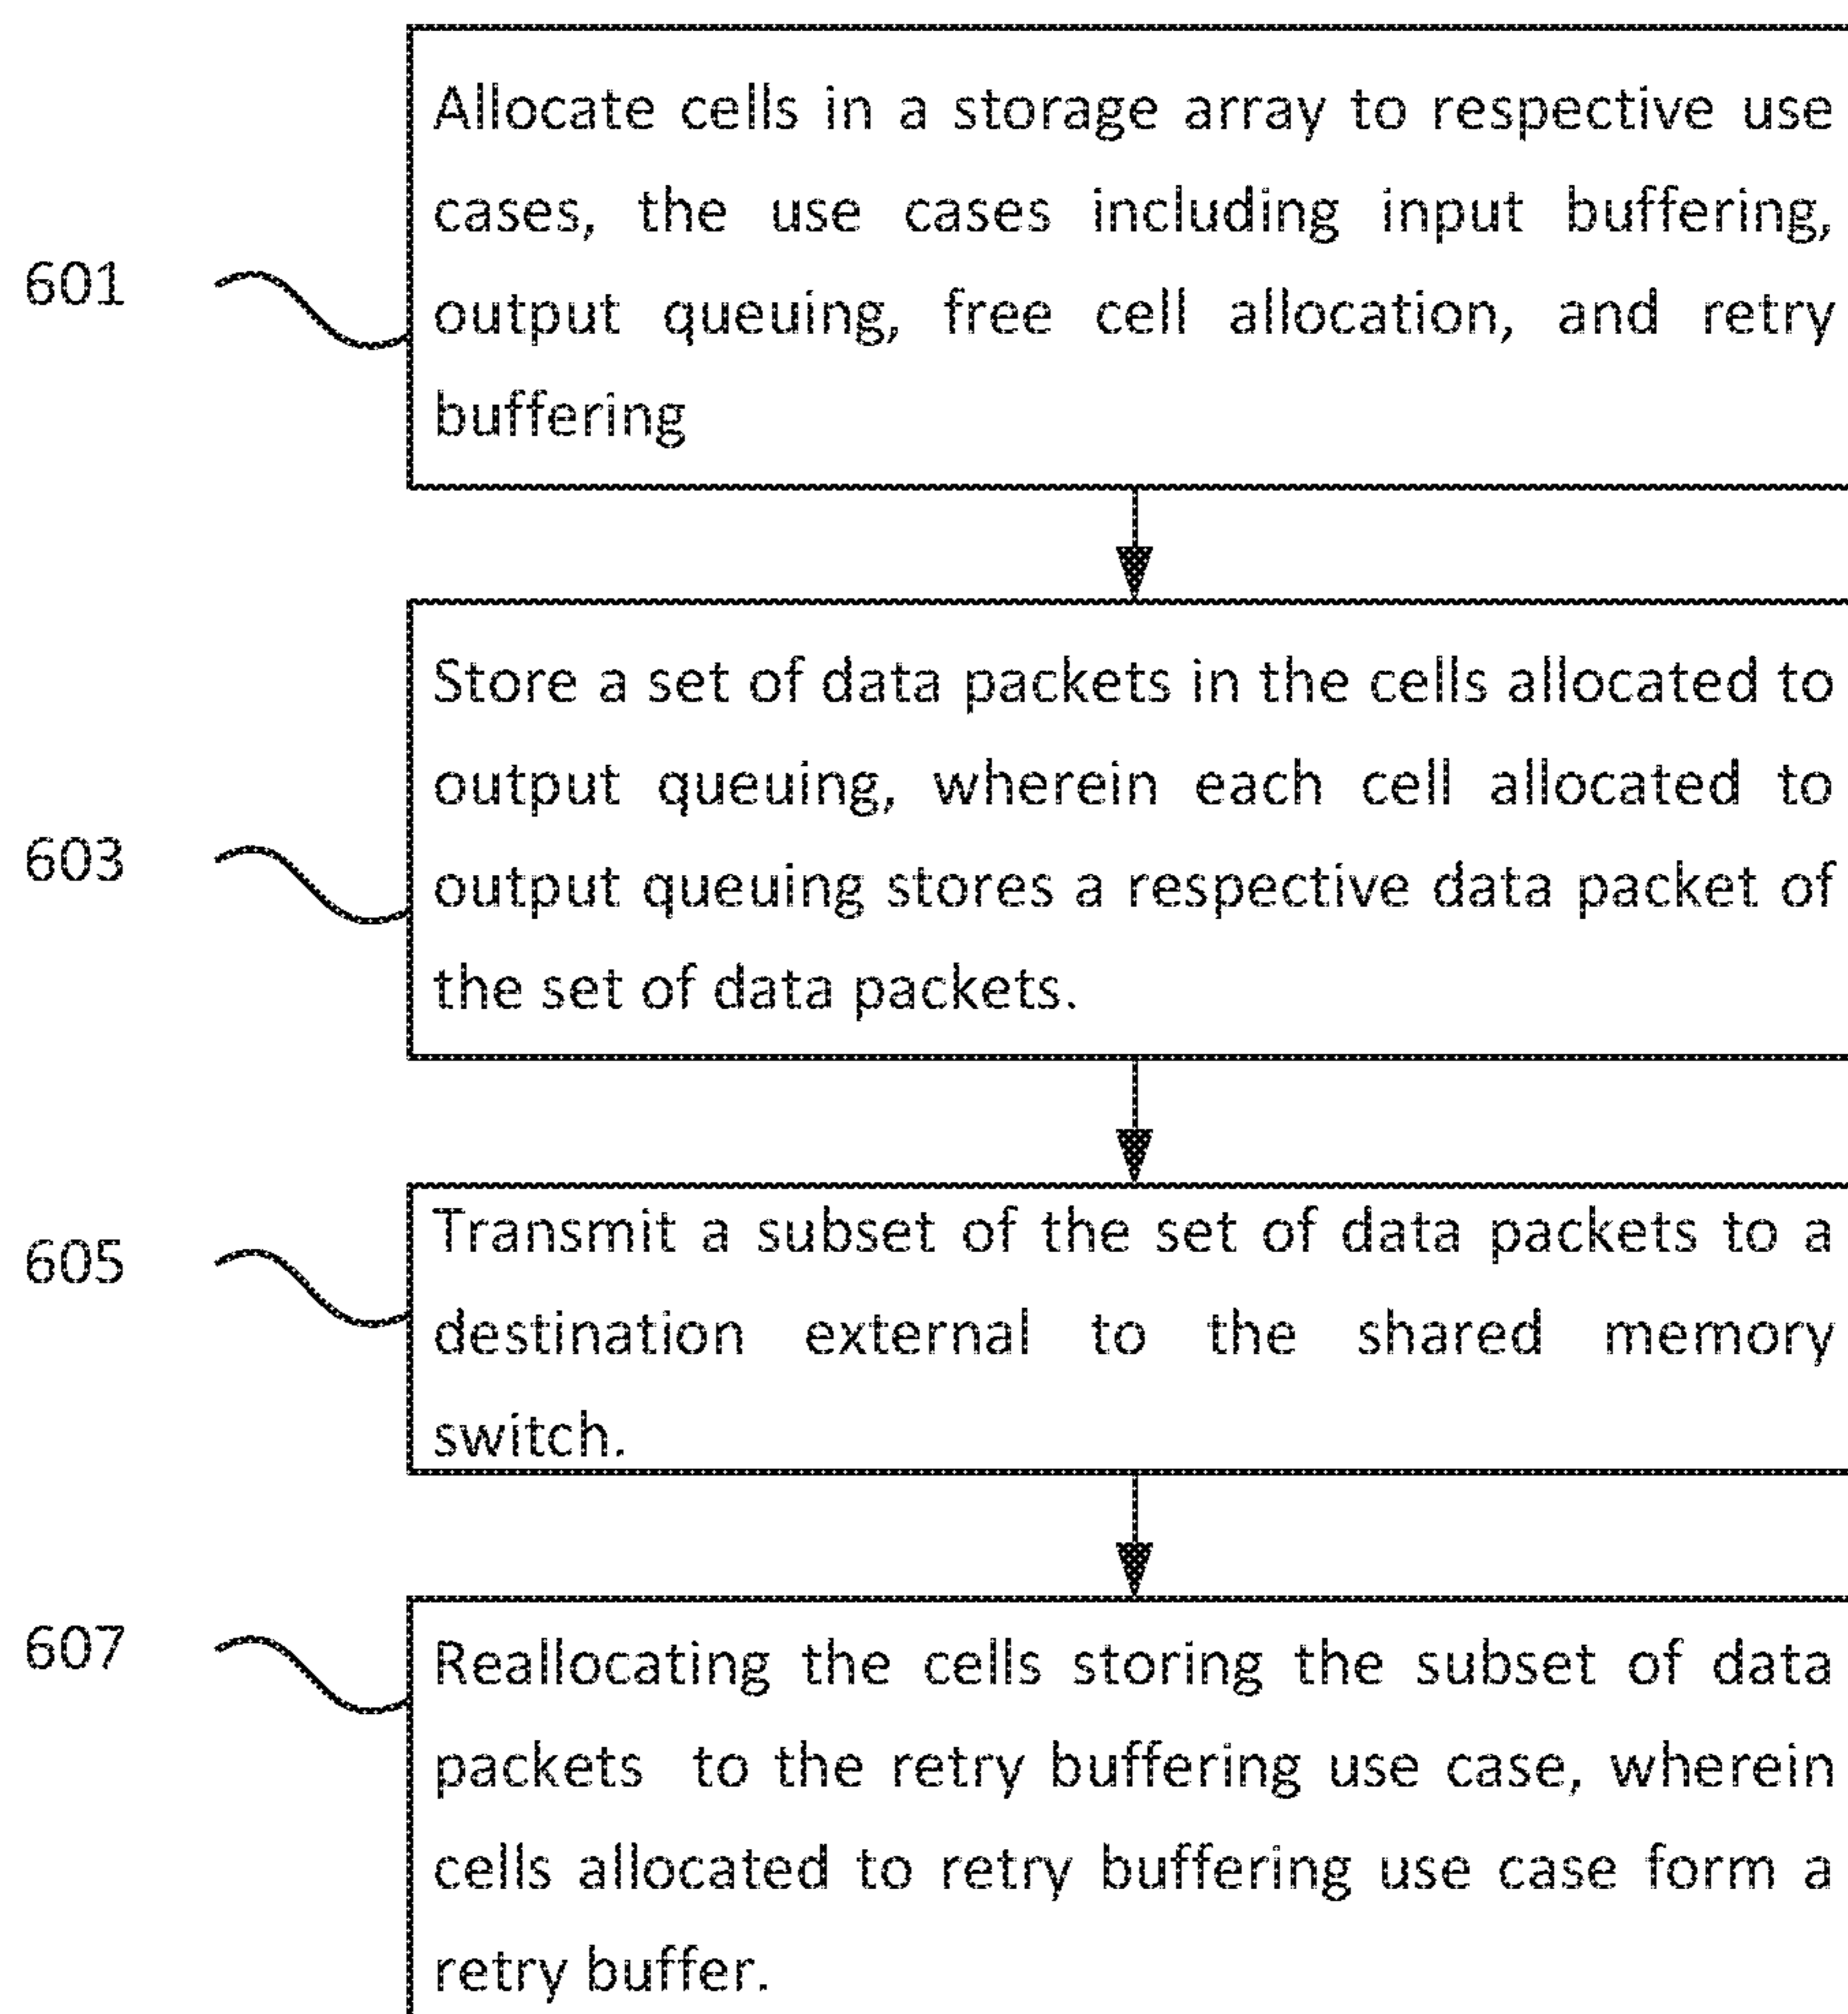 Allocate cells in a storage array to respective use
cases, the use cases including input buffering,
601
output queuing, free cell allocation, and retry
buffering
Store a set of data packets in the cells allocated to
output queuing, wherein each cell allocated to
603
output queuing stores a respective data packet of
the set of data packets.
Transmit a subset of the set of data packets to a
605
destination external to the shared memory
switch.
607
Reallocating the cells storing the subset of data
packets to the retry buffering use case, wherein
cells allocated to retry buffering use case form a
retry buffer.